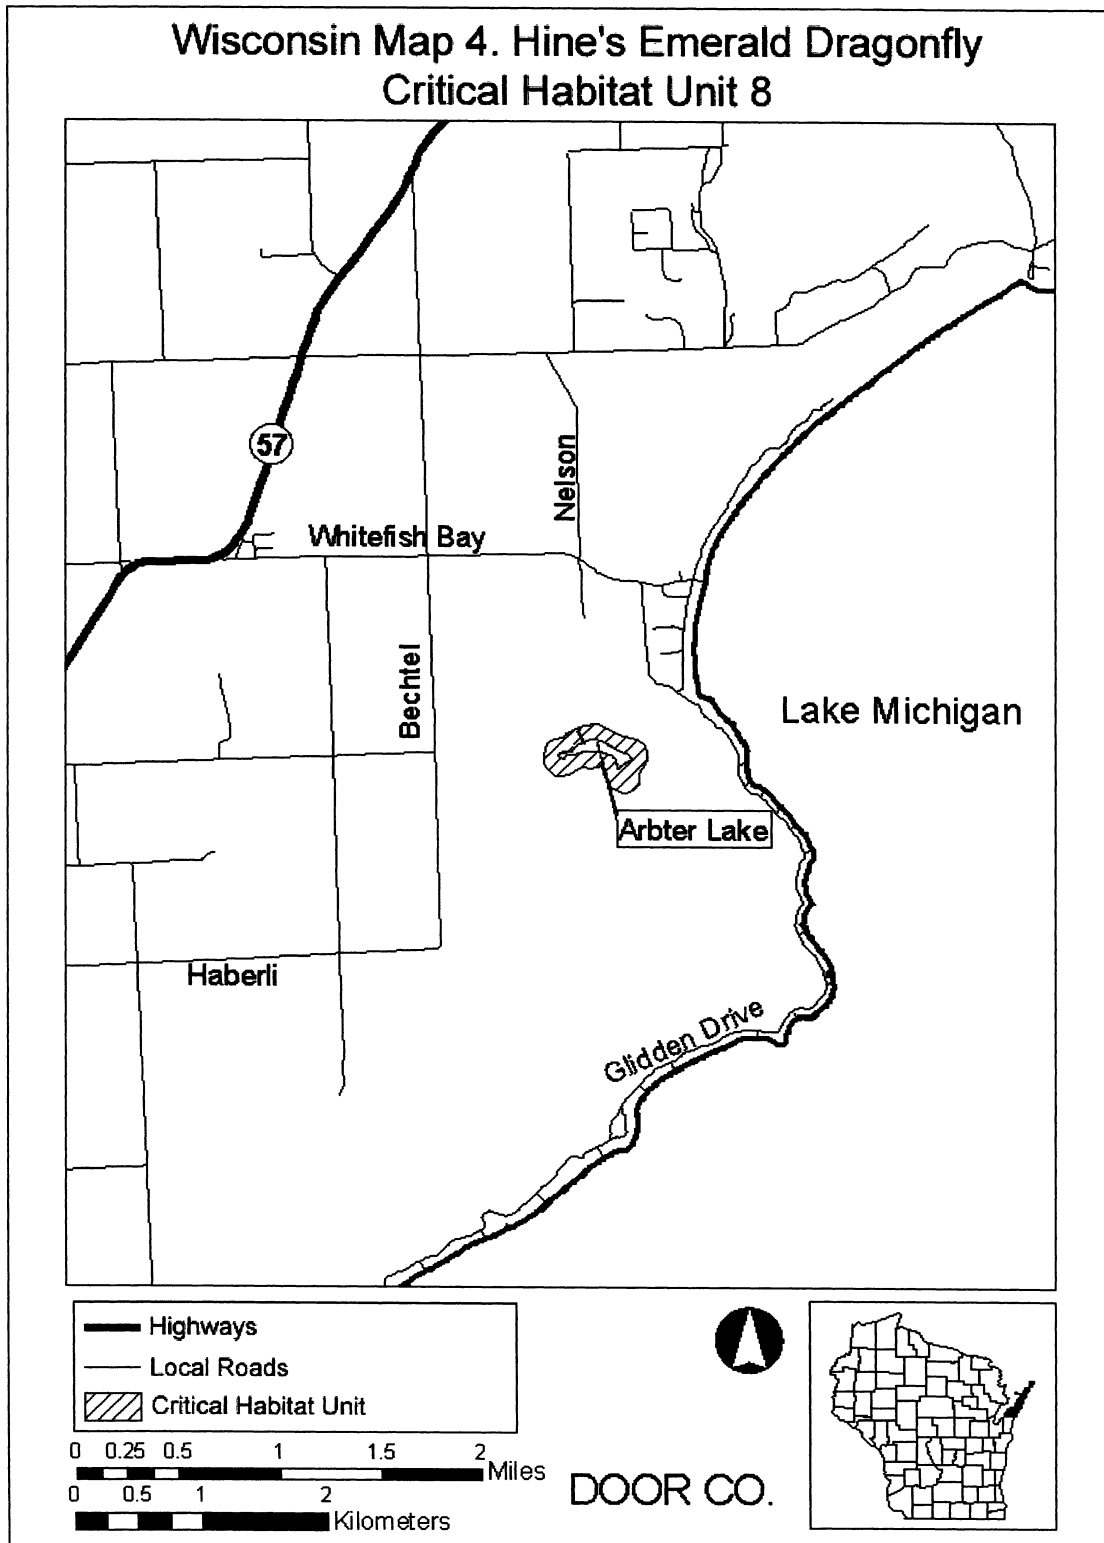 Wisconsin Map 4. Hine's Emerald Dragonfly
Critical Habitat Unit 8
57
Nelson
Whitefish Bay
Bechtel
Lake Michigan
Arbter Lake
Haberli
Glidden Drive
Highways
Local Roads
Critical Habitat Unit
0 0.25 0.5 1 1.5 2
Miles
0 0.5 1 2
Kilometers
DOOR CO.